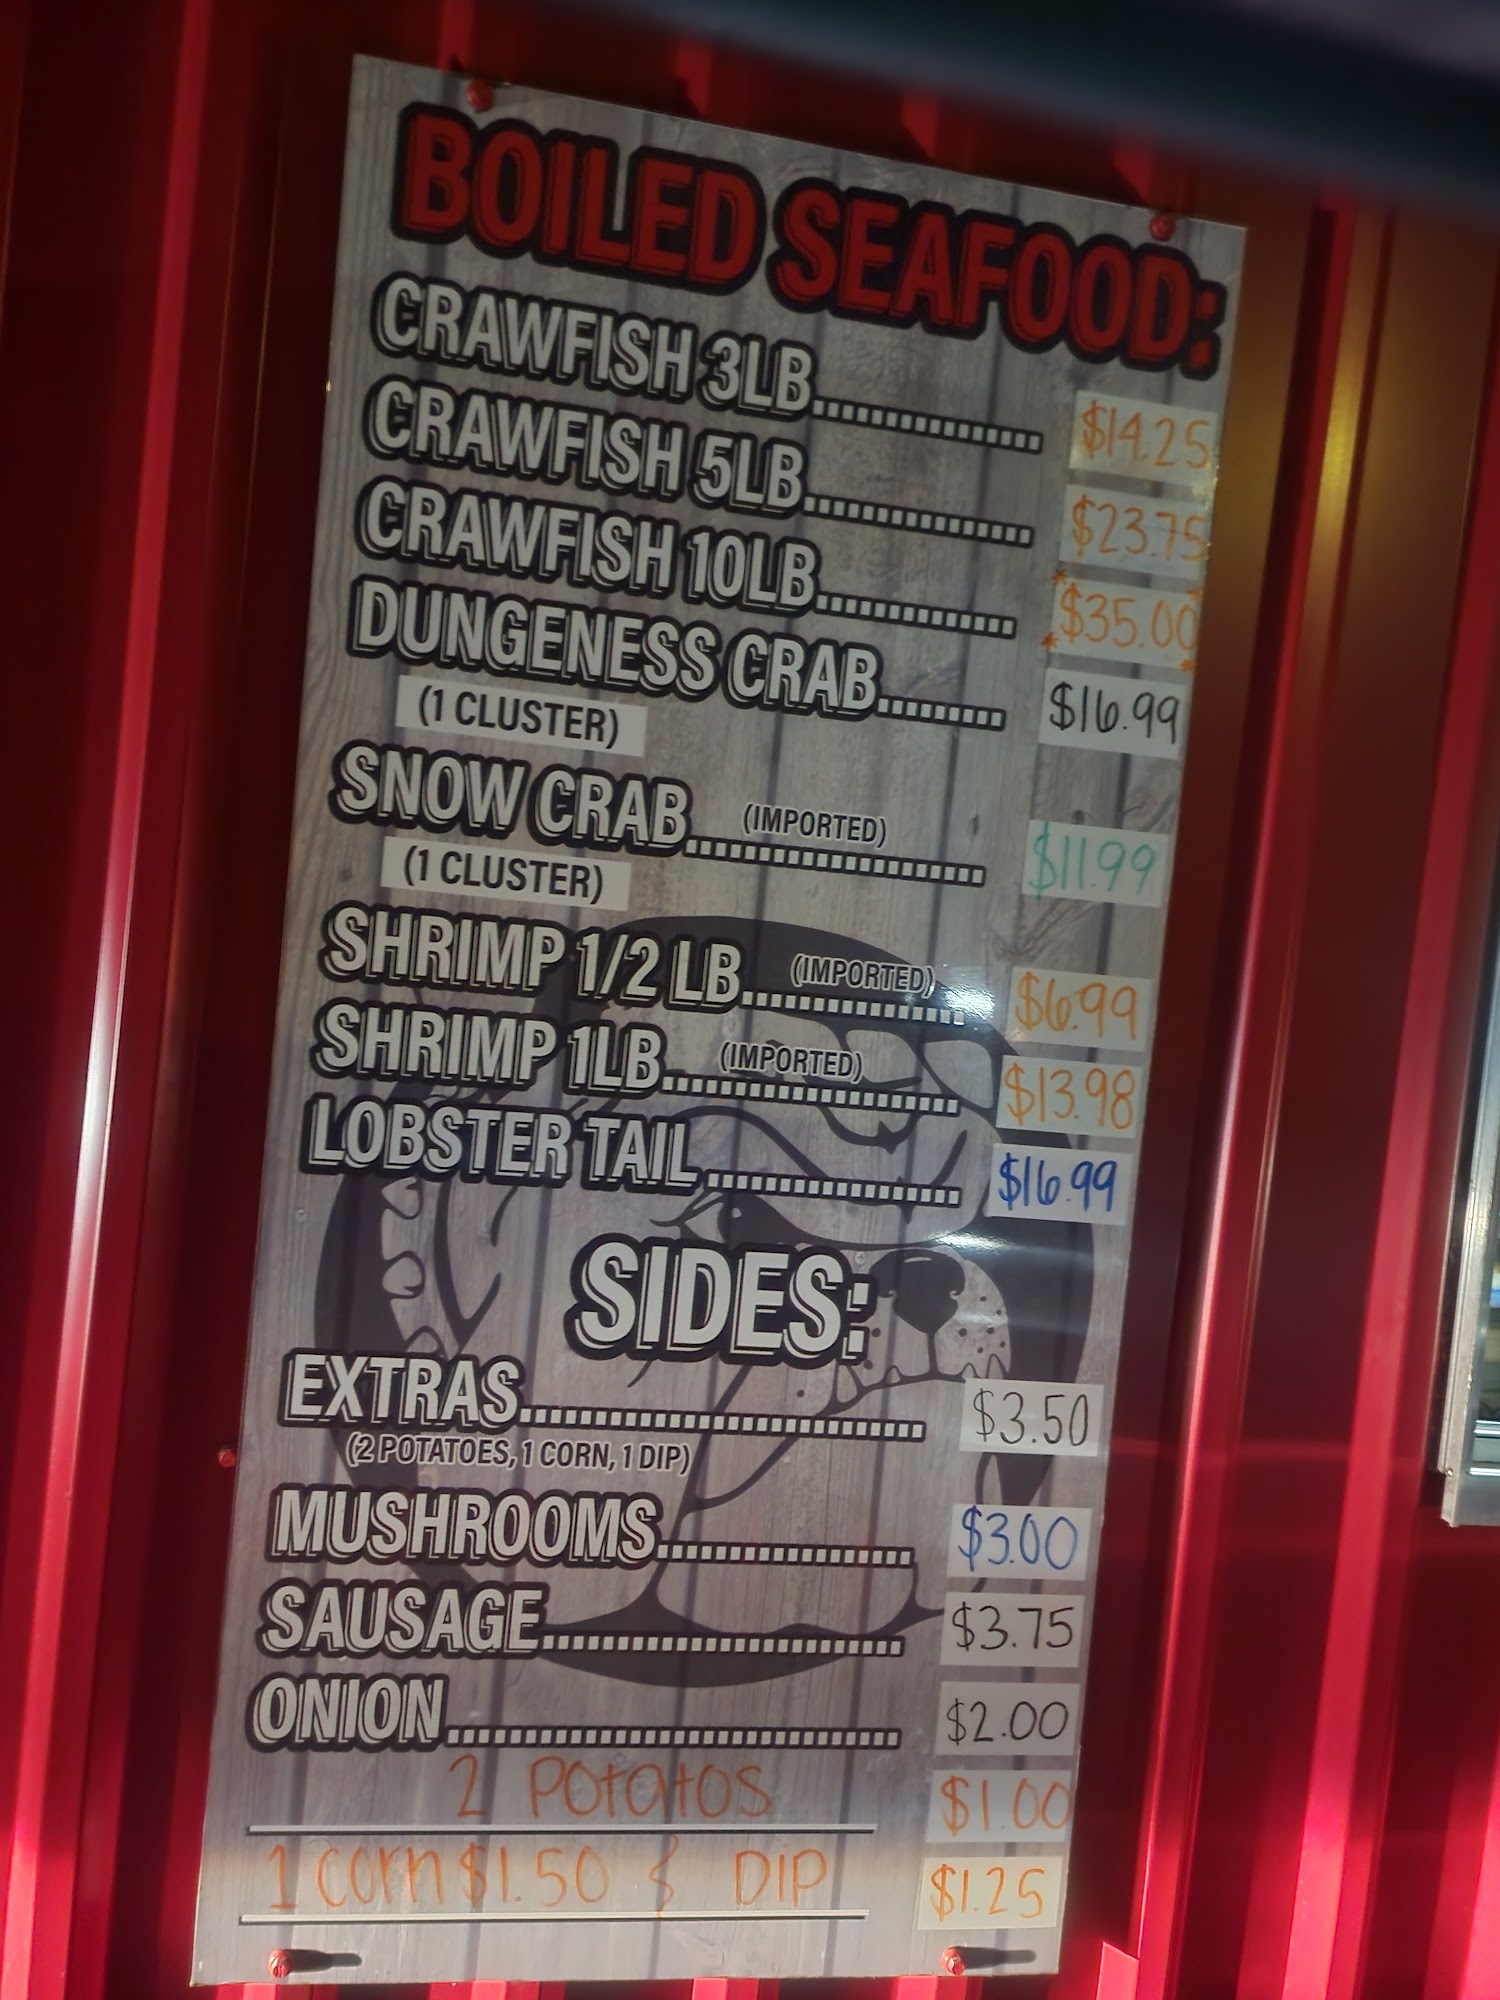 BOILED SEAFOOD:
CRAWFISH 3LB $14.25
CRAWFISH 5LB $23.75
CRAWFISH 10LB *$35.00*
DUNGENESS CRAB $16.99
(1 CLUSTER)
SNOW CRAB (IMPORTED) $11.99
(1 CLUSTER)
SHRIMP 1/2 LB (IMPORTED) $6.99
SHRIMP 1LB (IMPORTED) $13.98
LOBSTER TAIL $16.99
SIDES:
EXTRAS $3.50
(2 POTATOES, 1 CORN, 1 DIP)
MUSHROOMS $3.00
SAUSAGE $3.75
ONION $2.00
2 Potatos $1.00
1 corn $1.50 & DIP $1.25